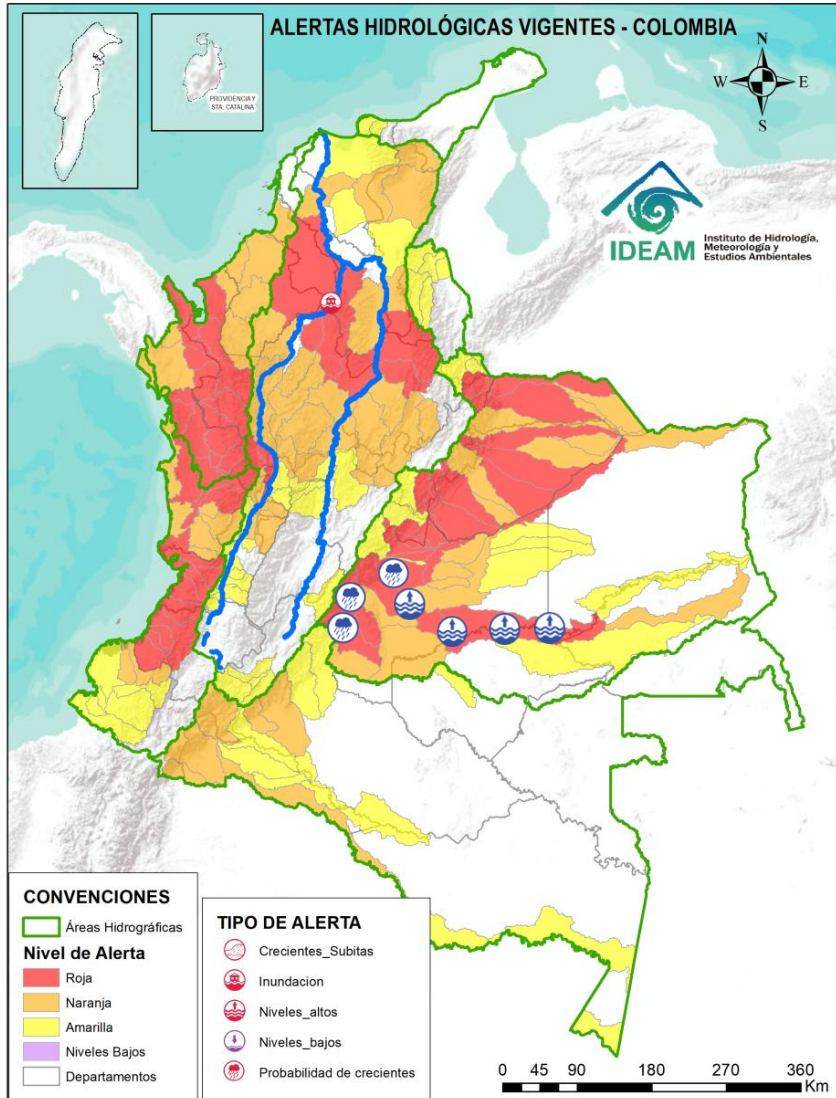 ALERTAS HIDROLÓGICAS VIGENTES - COLOMBIA
PROVIDENCIA Y
STA. CATALINA
N
W
E
S
IDEAM
Instituto de Hidrología,
Meteorología y
Estudios Ambientales
CONVENCIONES
Áreas Hidrográficas
Nivel de Alerta
Roja
Naranja
Amarilla
Niveles Bajos
Departamentos
TIPO DE ALERTA
Crecientes_Subitas
Inundacion
Niveles_altos
Niveles_bajos
Probabilidad de crecientes
0 45 90 180 270 360
Km